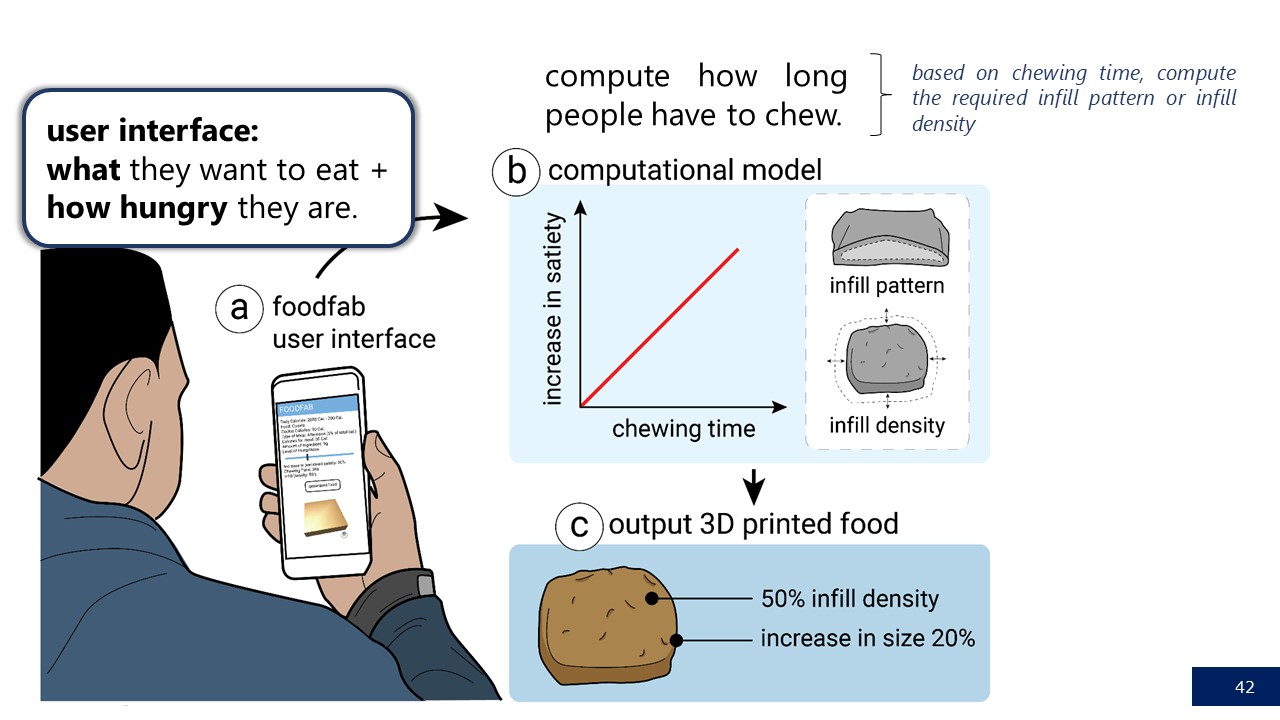 compute how long
people have to chew.
based on chewing time, compute
the required infill pattern or infill
density
user interface:
what they want to eat +
how hungry they are.
a
foodfab
user interface
FOODFAB
b computational model
increase in satiety
chewing time
infill pattern
infill density
c output 3D printed food
50% infill density
increase in size 20%
42